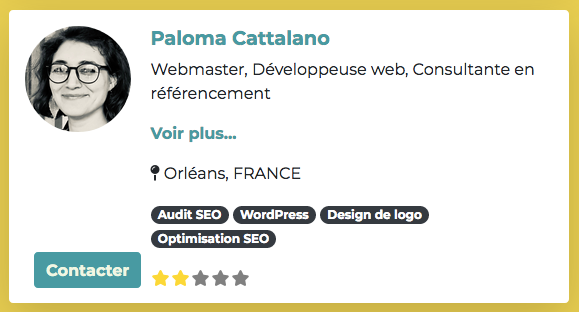 Paloma Cattalano
Webmaster, Développeuse web, Consultante en
référencement
Voir plus...
Orléans, FRANCE
Audit SEO WordPress Design de logo
Optimisation SEO
Contacter